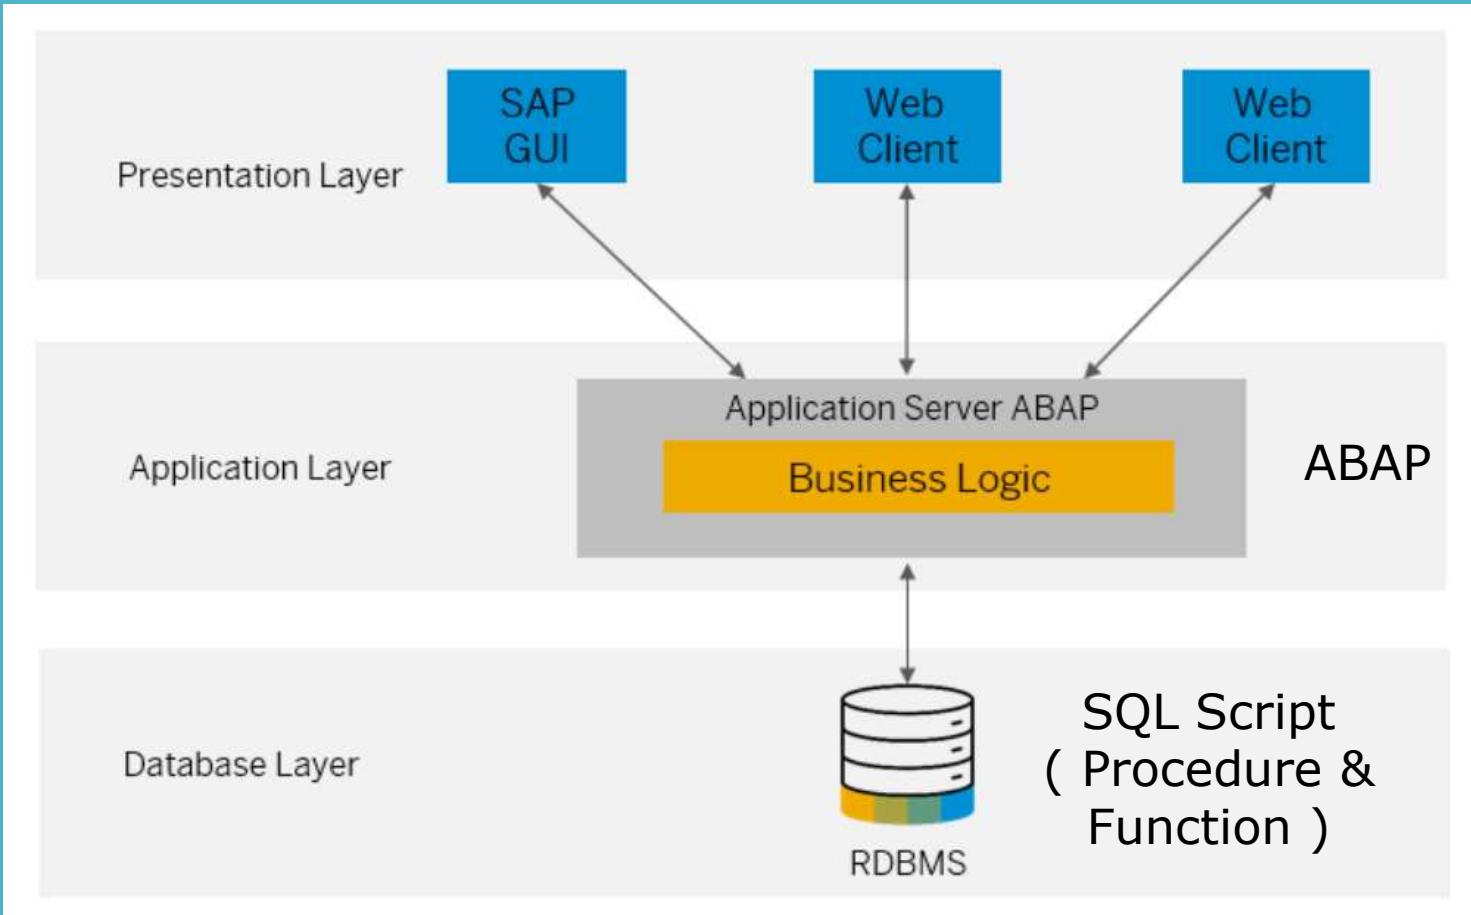 SAP
GUI
Web
Client
Web
Client
Presentation Layer
Application Server ABAP
Business Logic
Application Layer
ABAP
SQL Script
( Procedure &
Function )
Database Layer
RDBMS